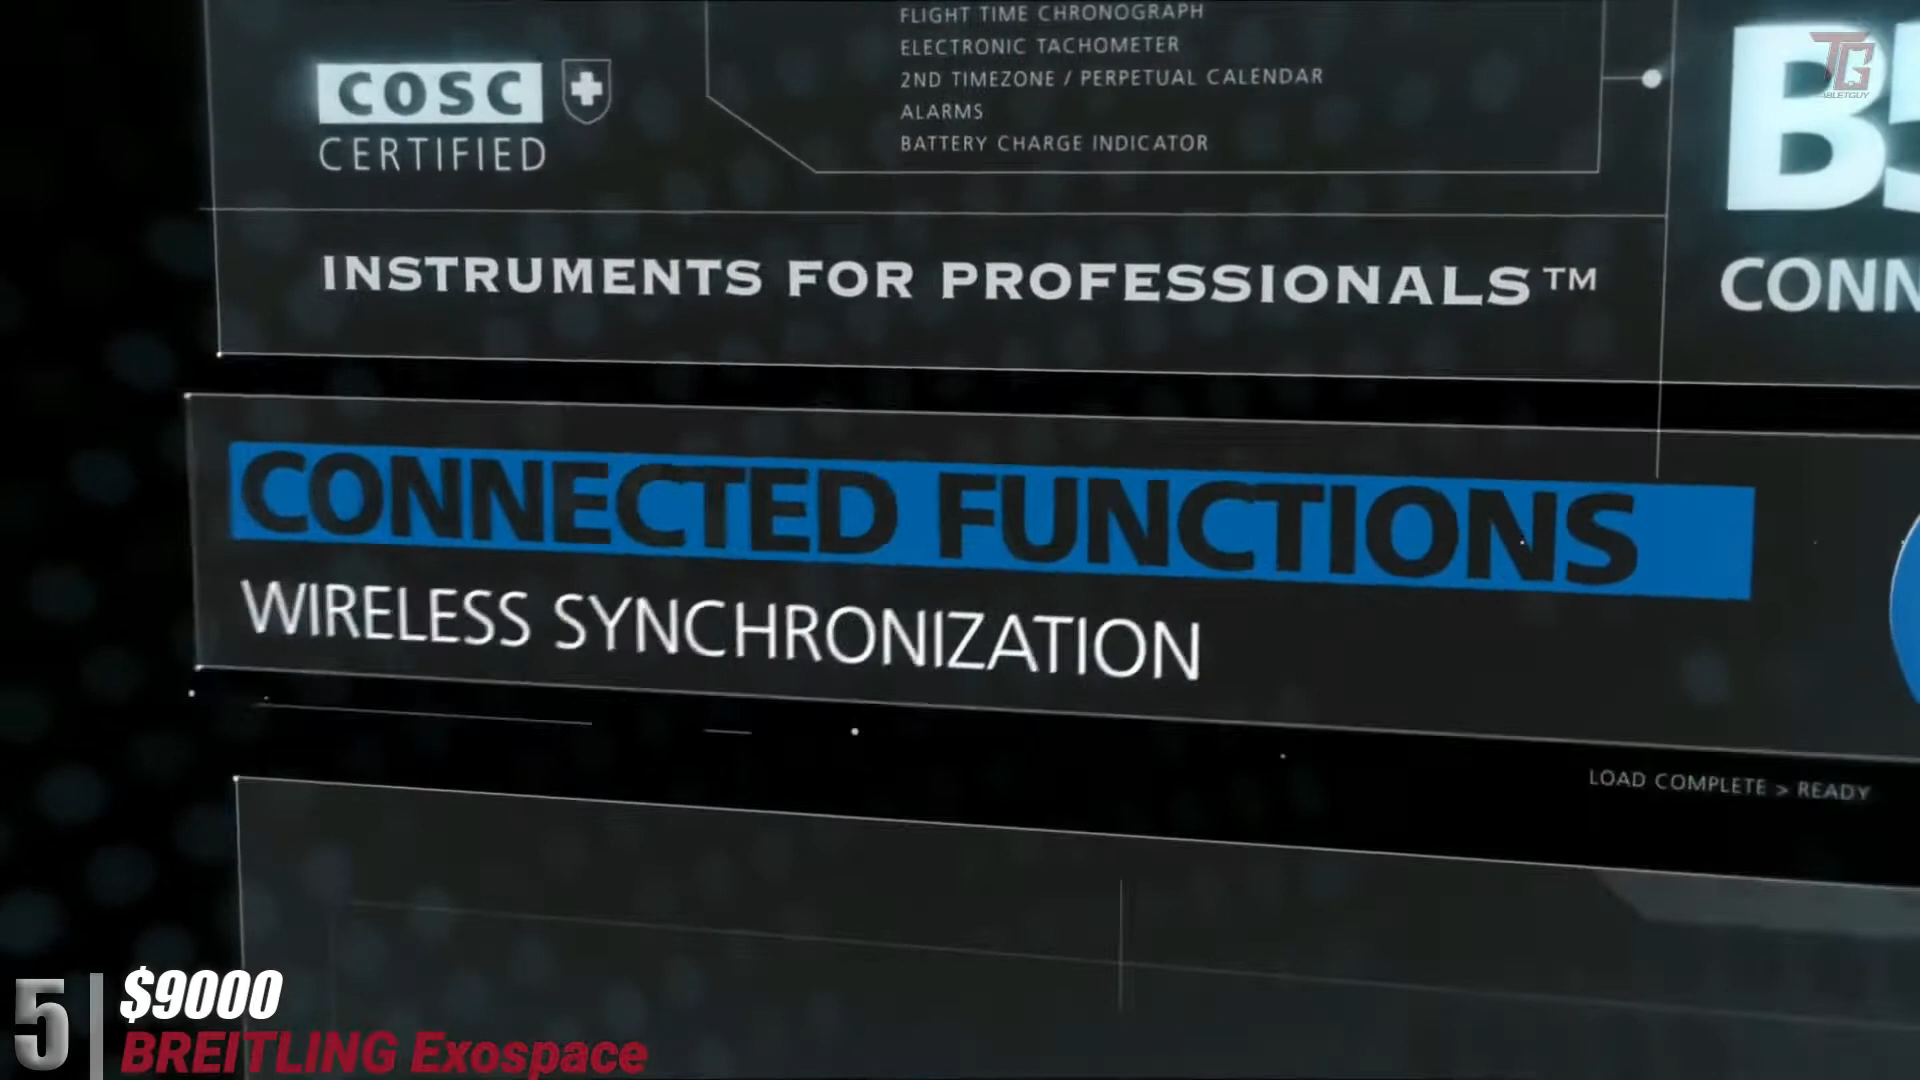 FLIGHT TIME CHRONOGRAPH
ELECTRONIC TACHOMETER
2ND TIMEZONE / PERPETUAL CALENDAR
ALARMS
BATTERY CHARGE INDICATOR
COSC
CERTIFIED
INSTRUMENTS FOR PROFESSIONALS™
CONNECTED FUNCTIONS
WIRELESS SYNCHRONIZATION
LOAD COMPLETE > READY
5
$9000
BREITLING Exospace
TG